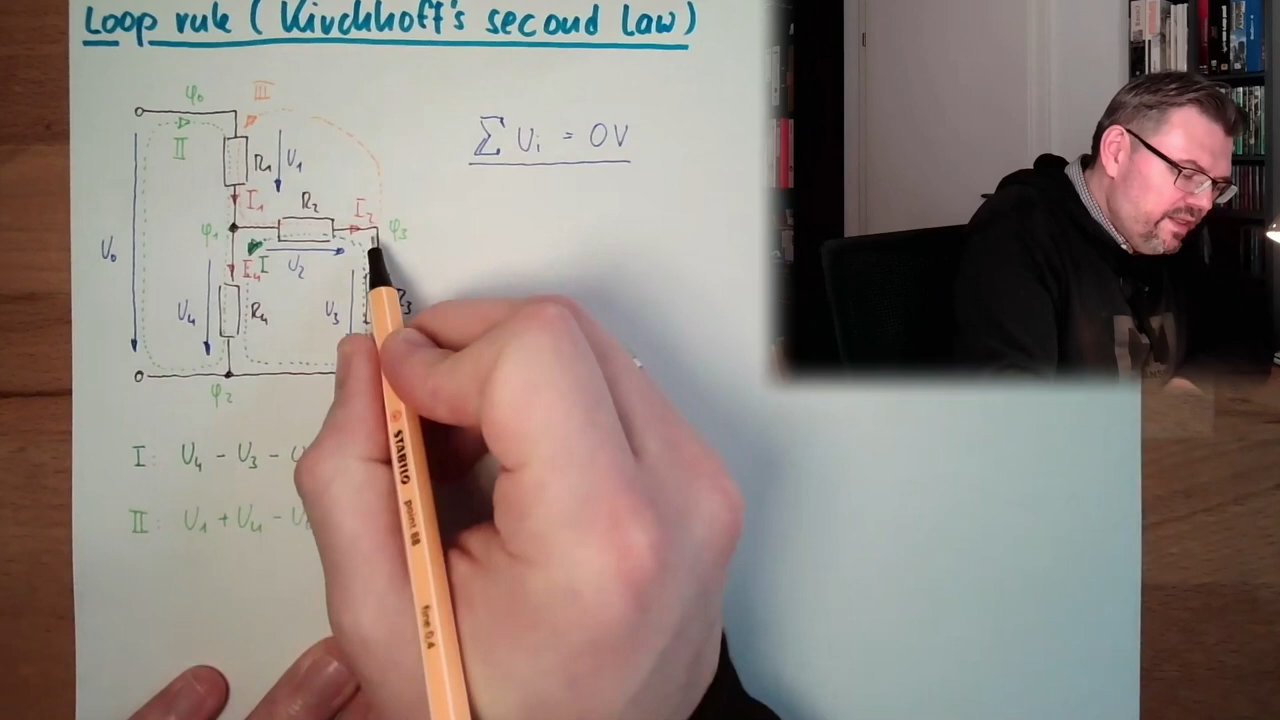 Loop rule (Kirchhoff's second Law)
φ0
III
II
R1
U1
∑ Ui = 0V
I1
R2
I2
φ1
φ3
I4
I
U2
U0
U4
R4
U3
R3
φ2
I: U4 - U3 -
II: U1 + U4 -
STABILO point 88 fine 0.4